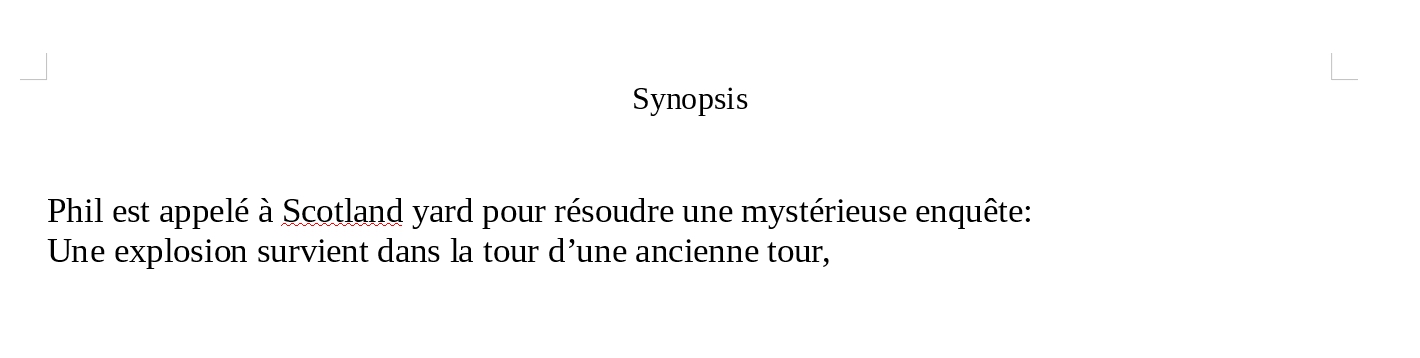 Synopsis
Phil est appelé à Scotland yard pour résoudre une mystérieuse enquête:
Une explosion survient dans la tour d’une ancienne tour,